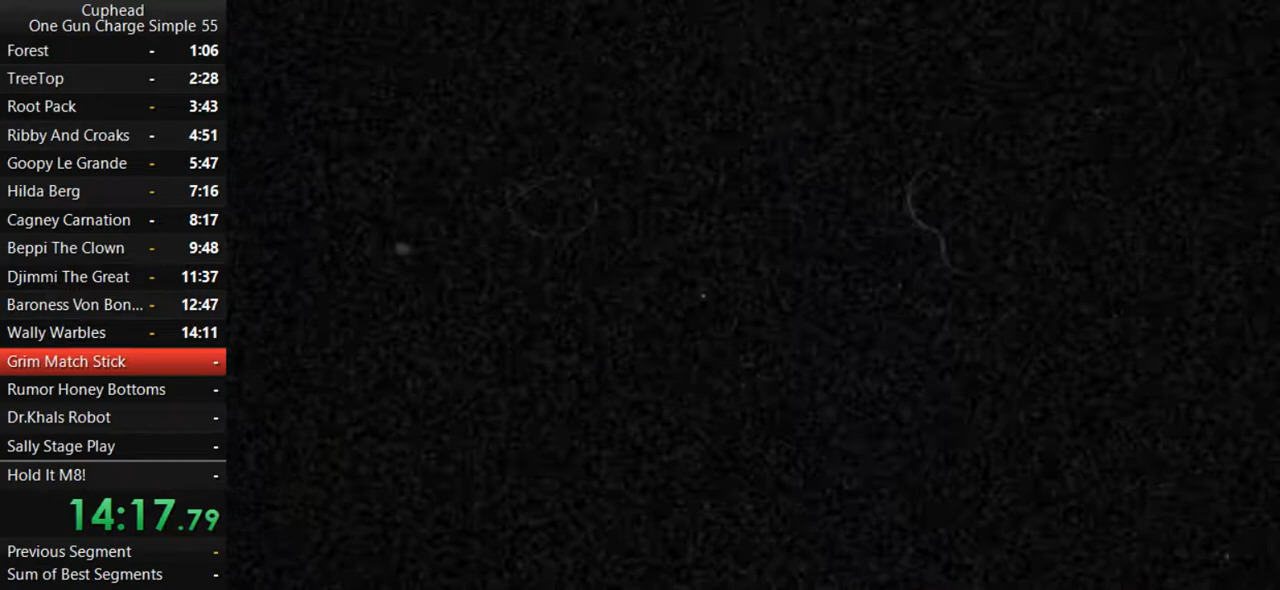 Cuphead
One Gun Charge Simple 55
Forest - 1:06
TreeTop - 2:28
Root Pack - 3:43
Ribby And Croaks - 4:51
Goopy Le Grande - 5:47
Hilda Berg - 7:16
Cagney Carnation - 8:17
Beppi The Clown - 9:48
Djimmi The Great - 11:37
Baroness Von Bon... - 12:47
Wally Warbles - 14:11
Grim Match Stick -
Rumor Honey Bottoms -
Dr.Khals Robot -
Sally Stage Play -
Hold It M8! -
14:17.79
Previous Segment -
Sum of Best Segments -